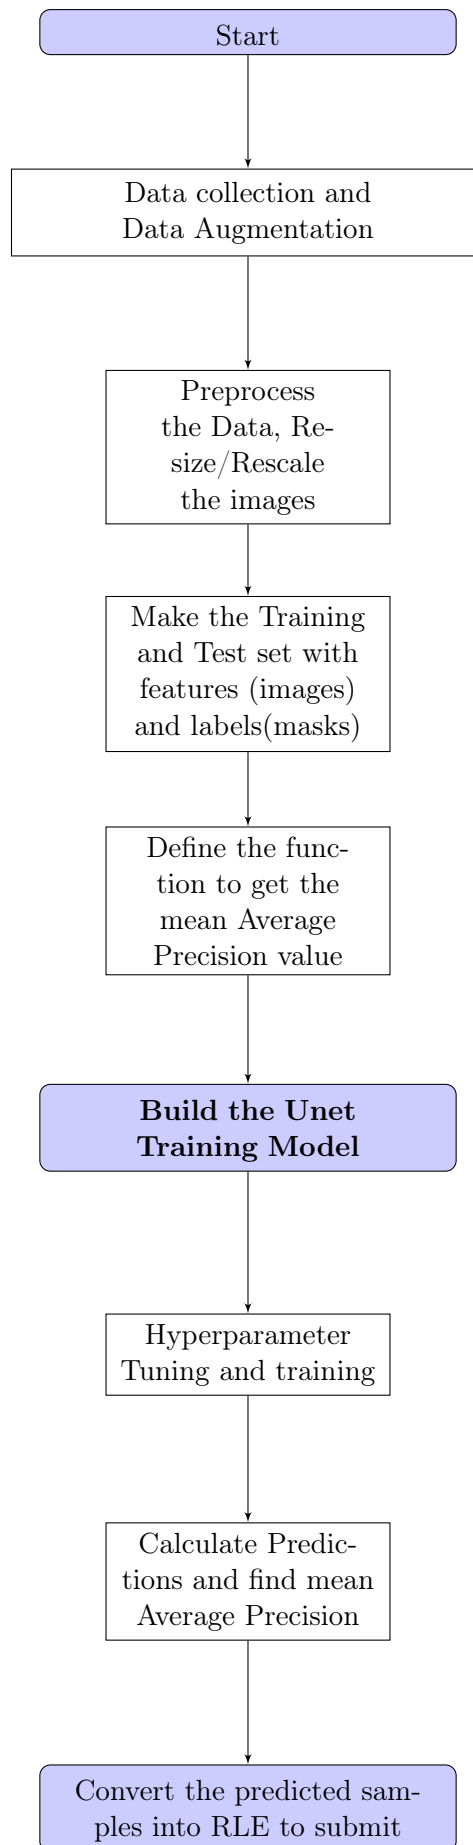 Start
Data collection and
Data Augmentation
Preprocess
the Data, Re-
size/Rescale
the images
Make the Training
and Test set with
features (images)
and labels(masks)
Define the func-
tion to get the
mean Average
Precision value
Build the Unet
Training Model
Hyperparameter
Tuning and training
Calculate Predic-
tions and find mean
Average Precision
Convert the predicted sam-
ples into RLE to submit